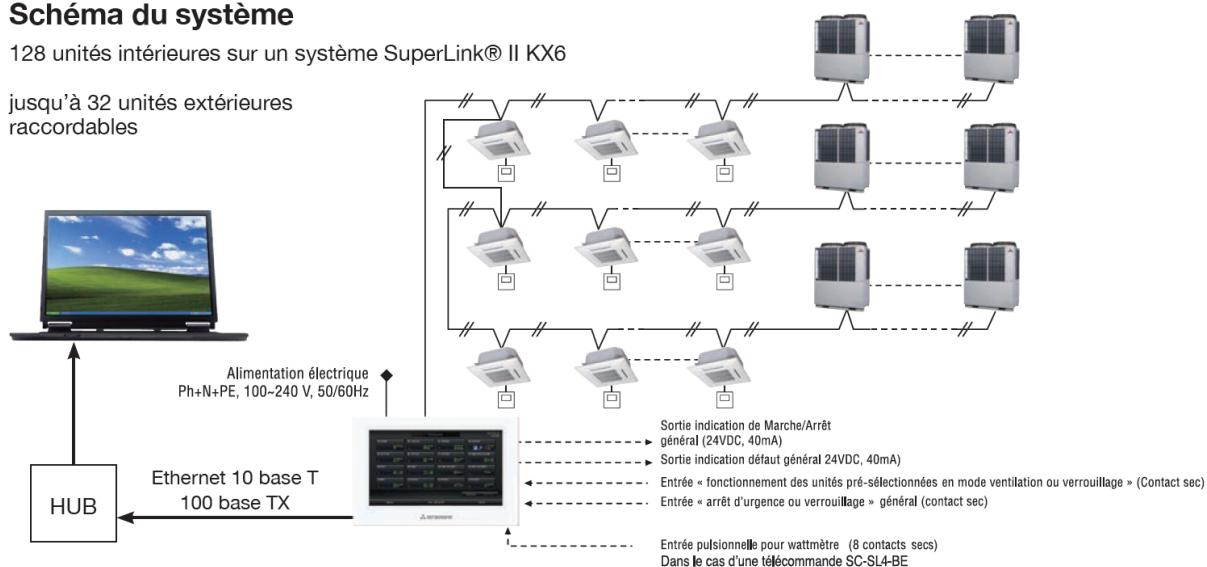 Schéma du système
128 unités intérieures sur un système SuperLink® II KX6
jusqu'à 32 unités extérieures
raccordables
Alimentation électrique
Ph+N+PE, 100~240 V, 50/60Hz
Sortie indication de Marche/Arrêt
général (24VDC, 40mA)
Sortie indication défaut général 24VDC, 40mA)
Entrée « fonctionnement des unités pré-sélectionnées en mode ventilation ou verrouillage » (Contact sec)
Entrée « arrêt d'urgence ou verrouillage » général (contact sec)
Ethernet 10 base T
100 base TX
HUB
Entrée pulsionnelle pour wattmètre (8 contacts secs)
Dans le cas d'une télécommande SC-SL4-BE